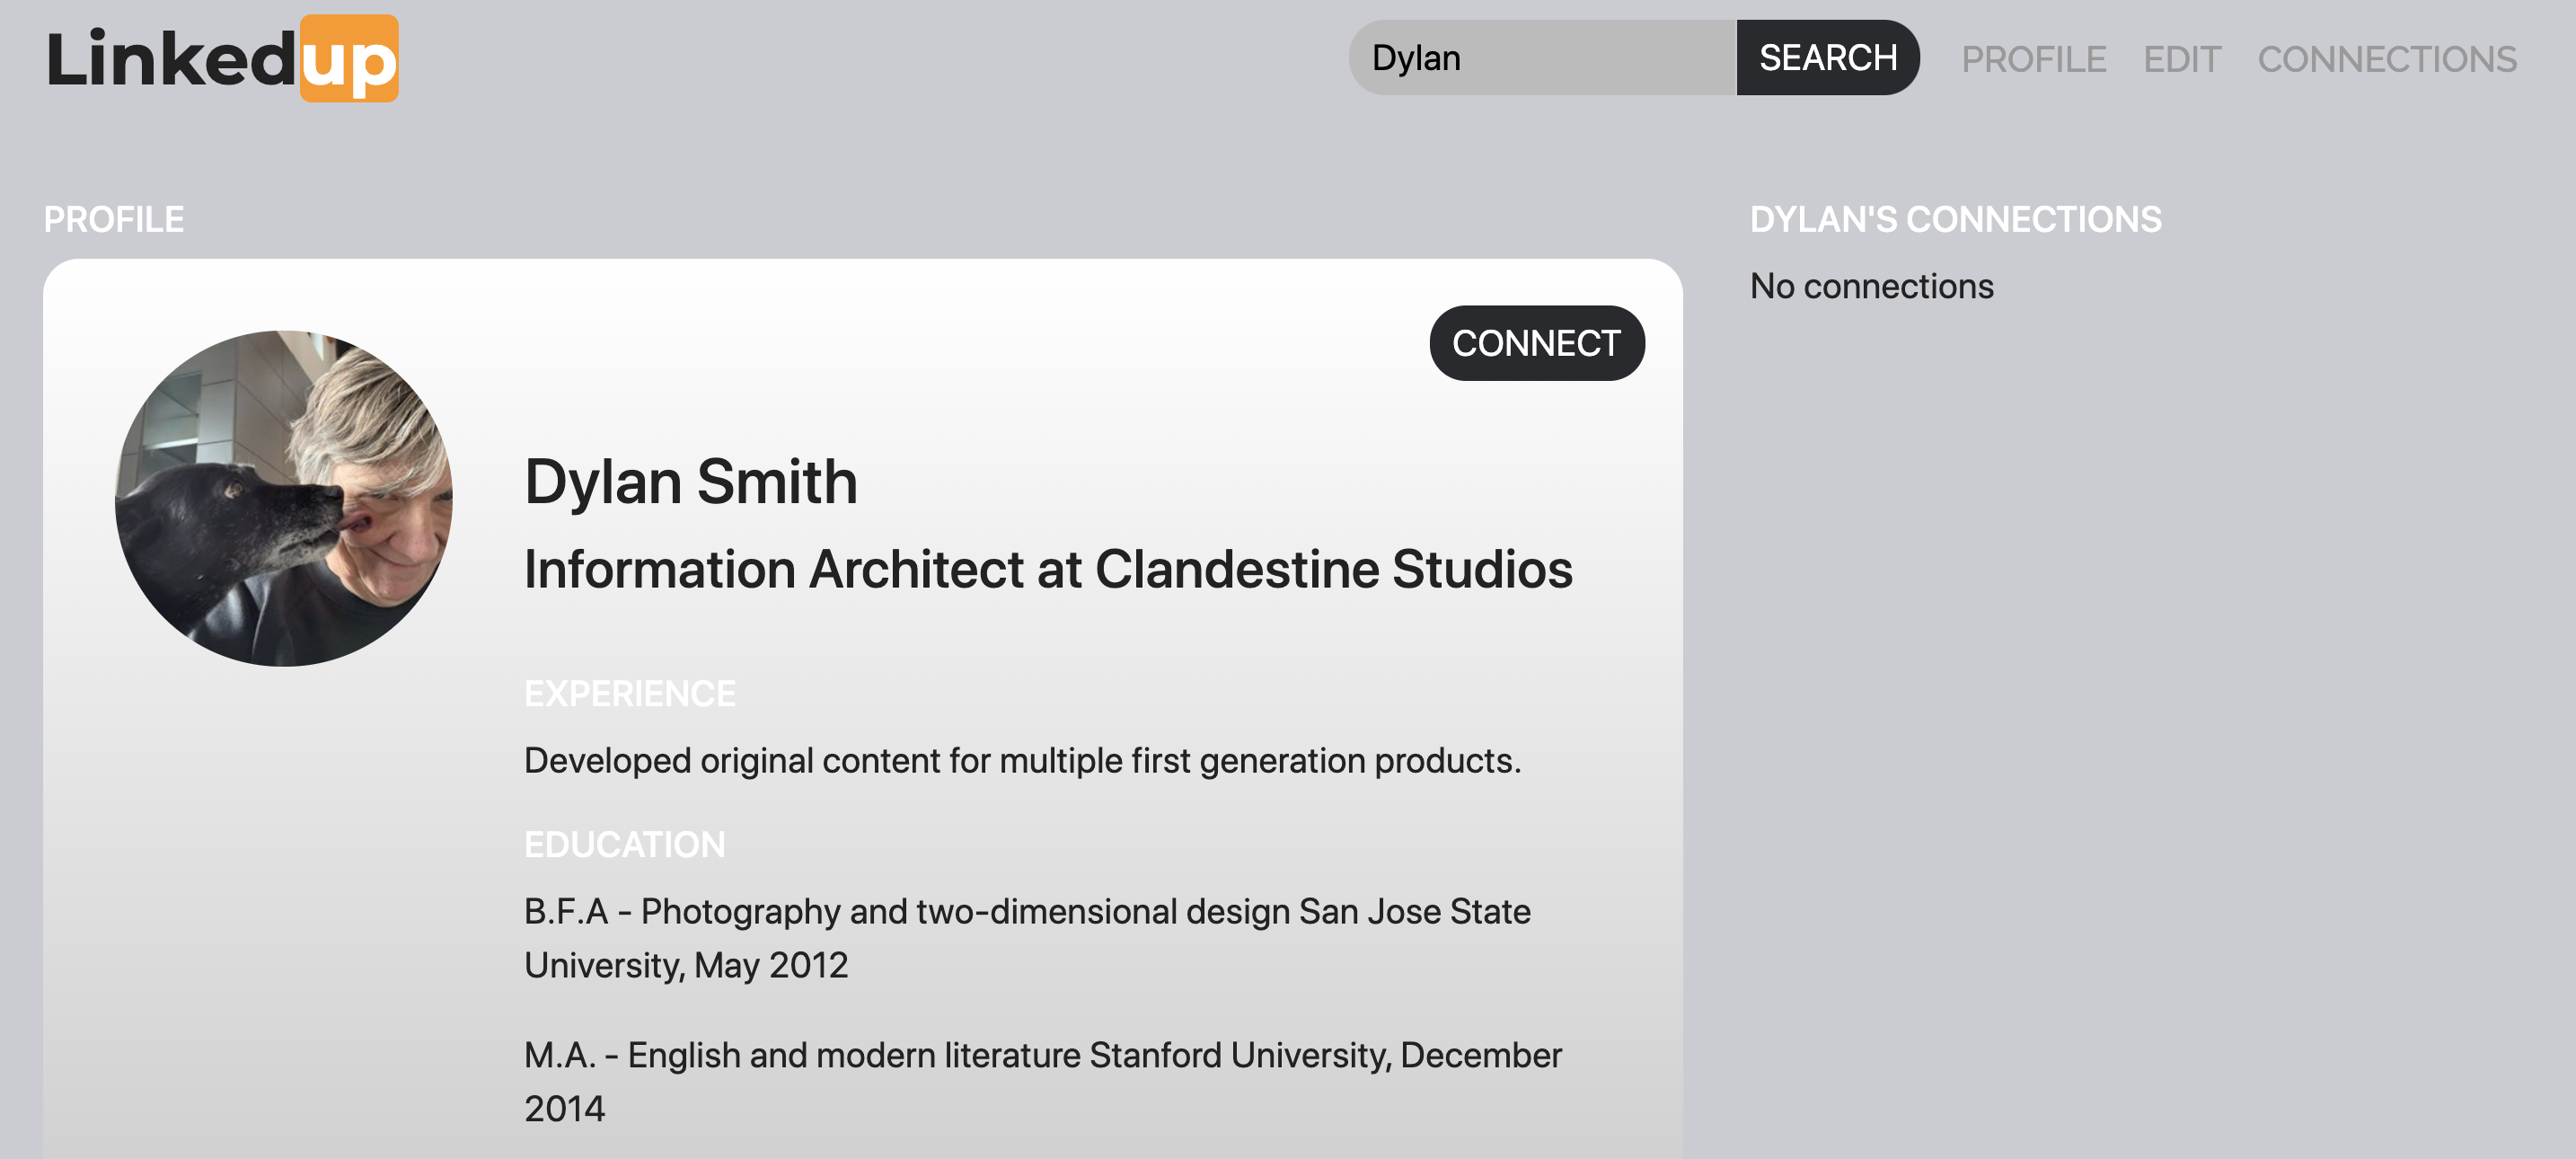 Linkedup
Dylan
SEARCH
PROFILE
EDIT
CONNECTIONS
PROFILE
CONNECT
Dylan Smith
Information Architect at Clandestine Studios
EXPERIENCE
Developed original content for multiple first generation products.
EDUCATION
B.F.A - Photography and two-dimensional design San Jose State
University, May 2012
M.A. - English and modern literature Stanford University, December
2014
DYLAN'S CONNECTIONS
No connections